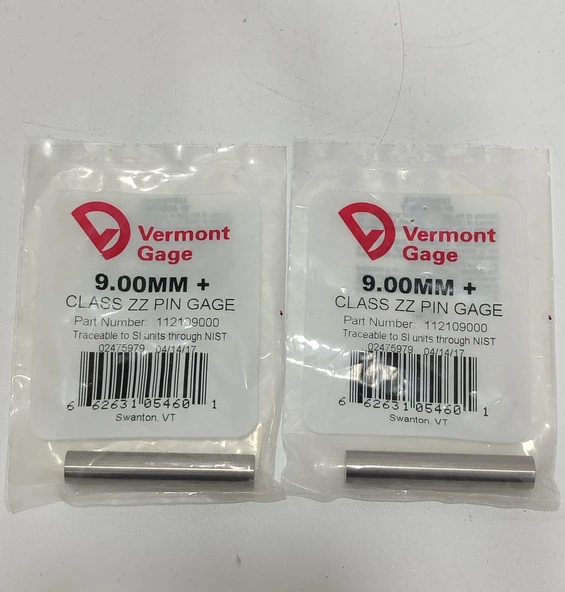 Vermont
Gage
9.00MM +
CLASS ZZ PIN GAGE
Part Number: 112109000
Traceable to SI units through NIST
02475979 04/14/17
6 62631 05460 1
Swanton, VT
Vermont
Gage
9.00MM +
CLASS ZZ PIN GAGE
Part Number: 112109000
Traceable to SI units through NIST
02475979 04/14/17
6 62631 05460 1
Swanton, VT